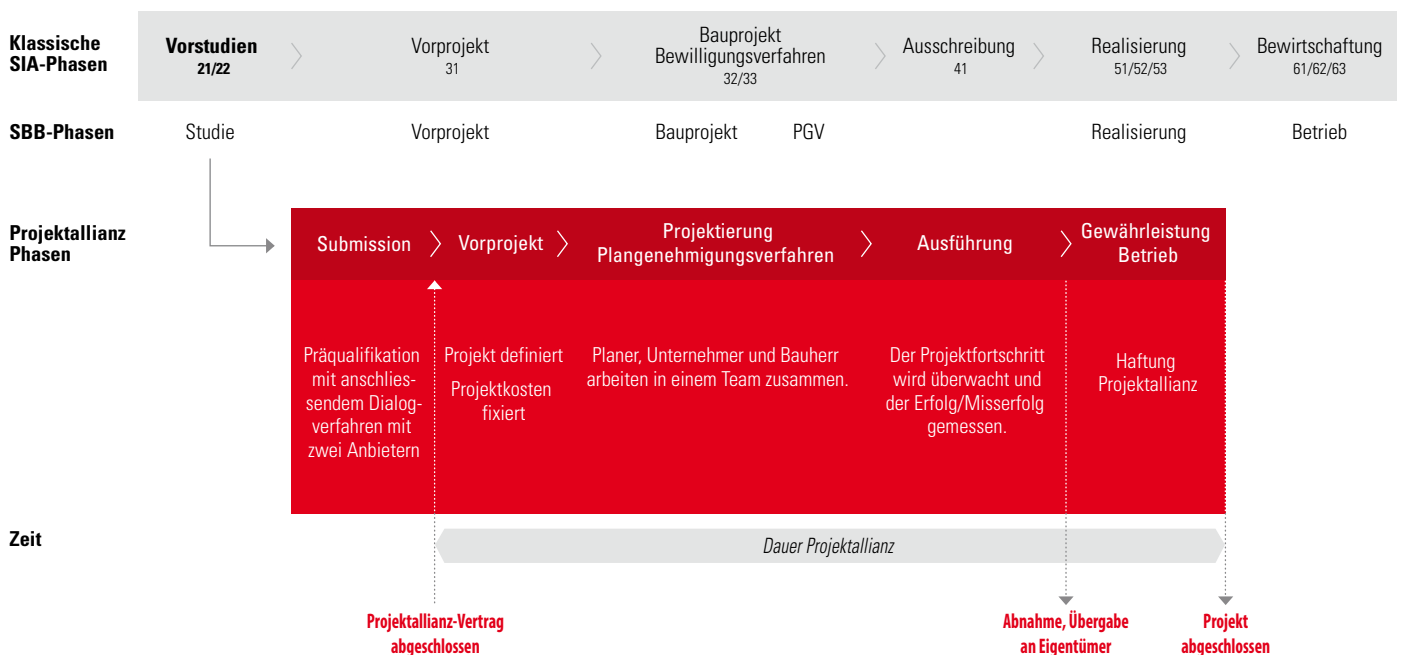 Klassische
SIA-Phasen
Vorstudien
21/22
Vorprojekt
31
Bauprojekt
Bewilligungsverfahren
32/33
Ausschreibung
41
Realisierung
51/52/53
Bewirtschaftung
61/62/63
SBB-Phasen
Studie
Vorprojekt
Bauprojekt
PGV
Realisierung
Betrieb
Projektallianz
Phasen
Submission
Vorprojekt
Projektierung
Plangenehmigungsverfahren
Ausführung
Gewährleistung
Betrieb
Präqualifikation
mit anschlies-
sendem Dialog-
verfahren mit
zwei Anbietern
Projekt definiert
Projektkosten
fixiert
Planer, Unternehmer und Bauherr
arbeiten in einem Team zusammen.
Der Projektfortschritt
wird überwacht und
der Erfolg/Misserfolg
gemessen.
Haftung
Projektallianz
Zeit
Dauer Projektallianz
Projektallianz-Vertrag
abgeschlossen
Abnahme, Übergabe
an Eigentümer
Projekt
abgeschlossen